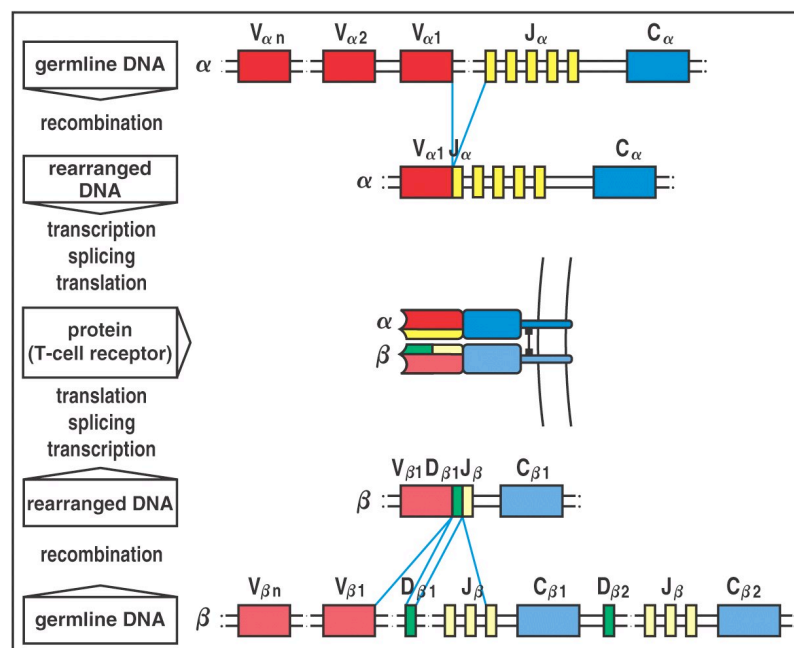 Vα n Vα2 Vα1 Jα Cα
germline DNA α
recombination
Vα1 Jα Cα
rearranged
DNA α
transcription
splicing
translation
protein
(T-cell receptor)
α
β
translation
splicing
transcription
Vβ1 Dβ1 Jβ Cβ1
rearranged DNA β
recombination
Vβn Vβ1 Dβ1 Jβ Cβ1 Dβ2 Jβ Cβ2
germline DNA β